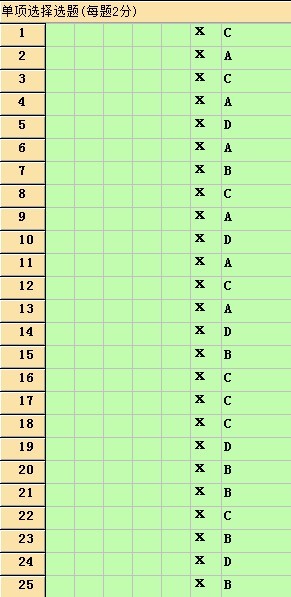 单项选择选题(每题2分)
1 X C
2 X A
3 X C
4 X A
5 X D
6 X A
7 X B
8 X C
9 X A
10 X D
11 X A
12 X C
13 X A
14 X D
15 X B
16 X C
17 X C
18 X C
19 X D
20 X B
21 X B
22 X C
23 X B
24 X D
25 X B